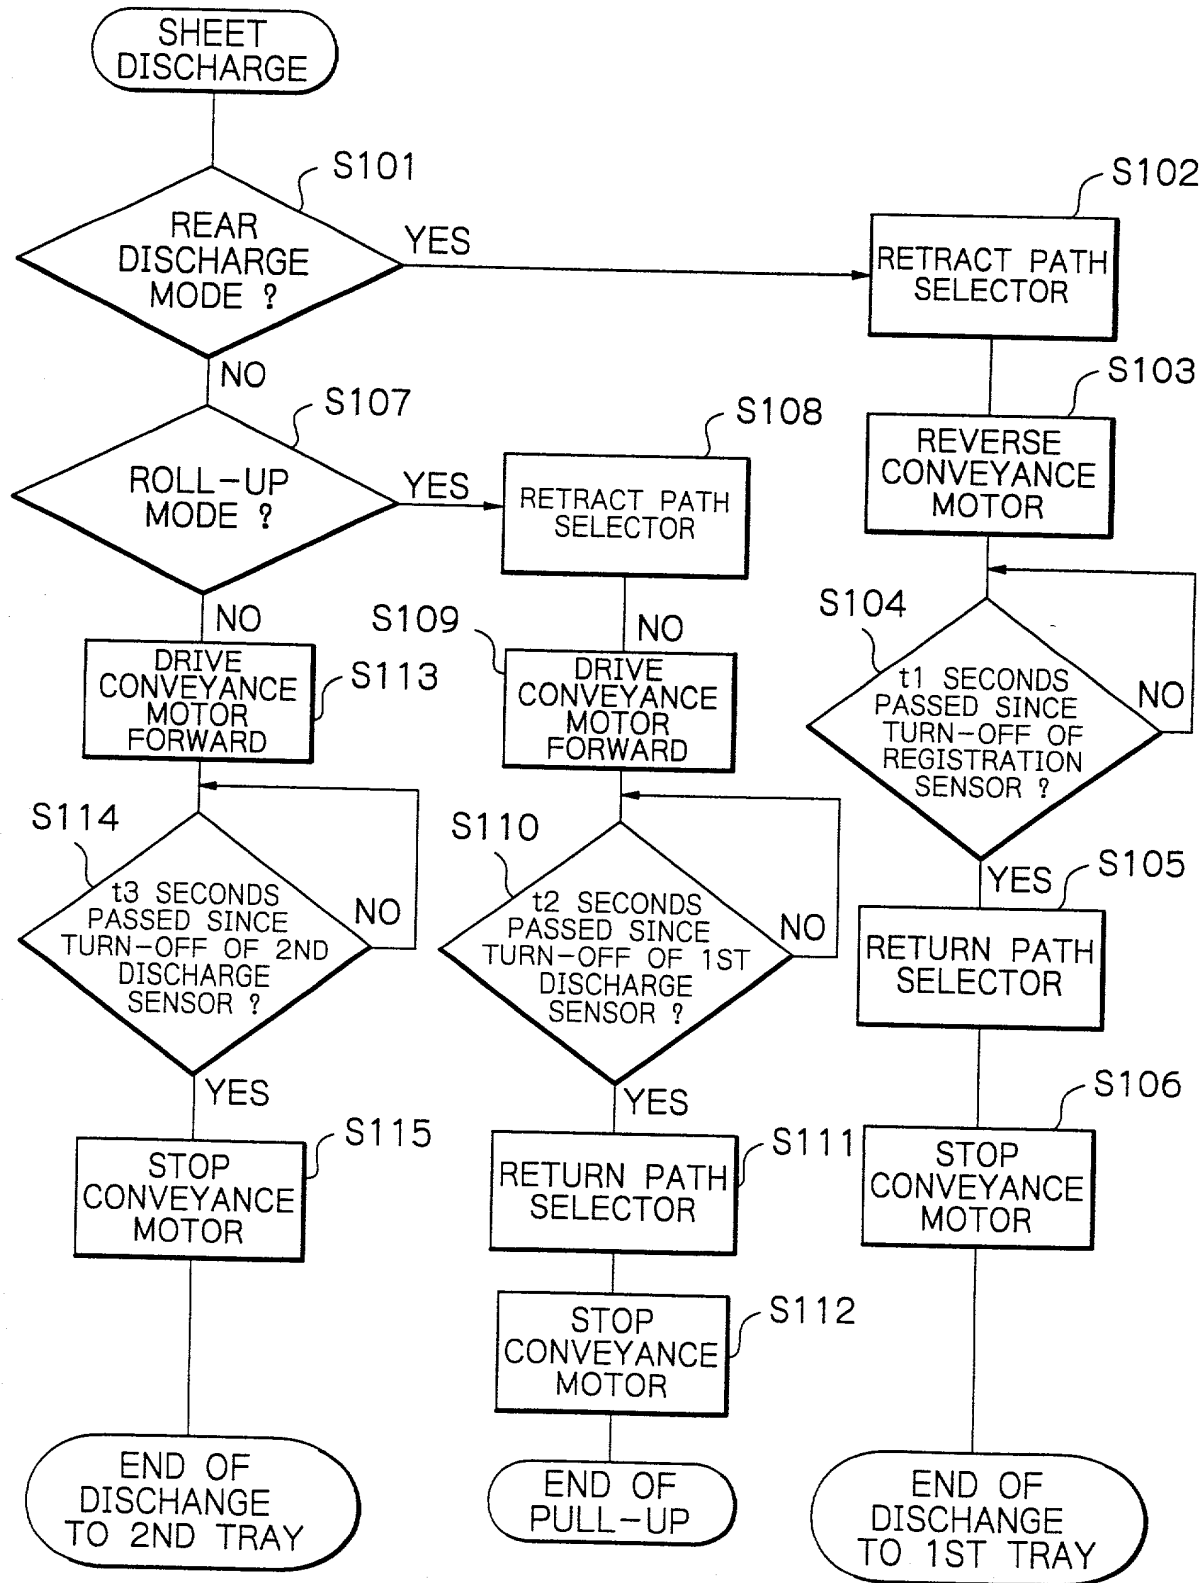 SHEET
DISCHARGE
S101
REAR
DISCHARGE
MODE ?
YES
NO
S102
RETRACT PATH
SELECTOR
S103
REVERSE
CONVEYANCE
MOTOR
S104
t1 SECONDS
PASSED SINCE
TURN-OFF OF
REGISTRATION
SENSOR ?
NO
YES
S105
RETURN PATH
SELECTOR
S106
STOP
CONVEYANCE
MOTOR
END OF
DISCHANGE
TO 1ST TRAY
S107
ROLL-UP
MODE ?
YES
NO
S108
RETRACT PATH
SELECTOR
NO
S109
DRIVE
CONVEYANCE
MOTOR
FORWARD
S110
t2 SECONDS
PASSED SINCE
TURN-OFF OF 1ST
DISCHARGE
SENSOR ?
NO
YES
S111
RETURN PATH
SELECTOR
S112
STOP
CONVEYANCE
MOTOR
END OF
PULL-UP
S113
DRIVE
CONVEYANCE
MOTOR
FORWARD
S114
t3 SECONDS
PASSED SINCE
TURN-OFF OF 2ND
DISCHARGE
SENSOR ?
NO
YES
S115
STOP
CONVEYANCE
MOTOR
END OF
DISCHANGE
TO 2ND TRAY